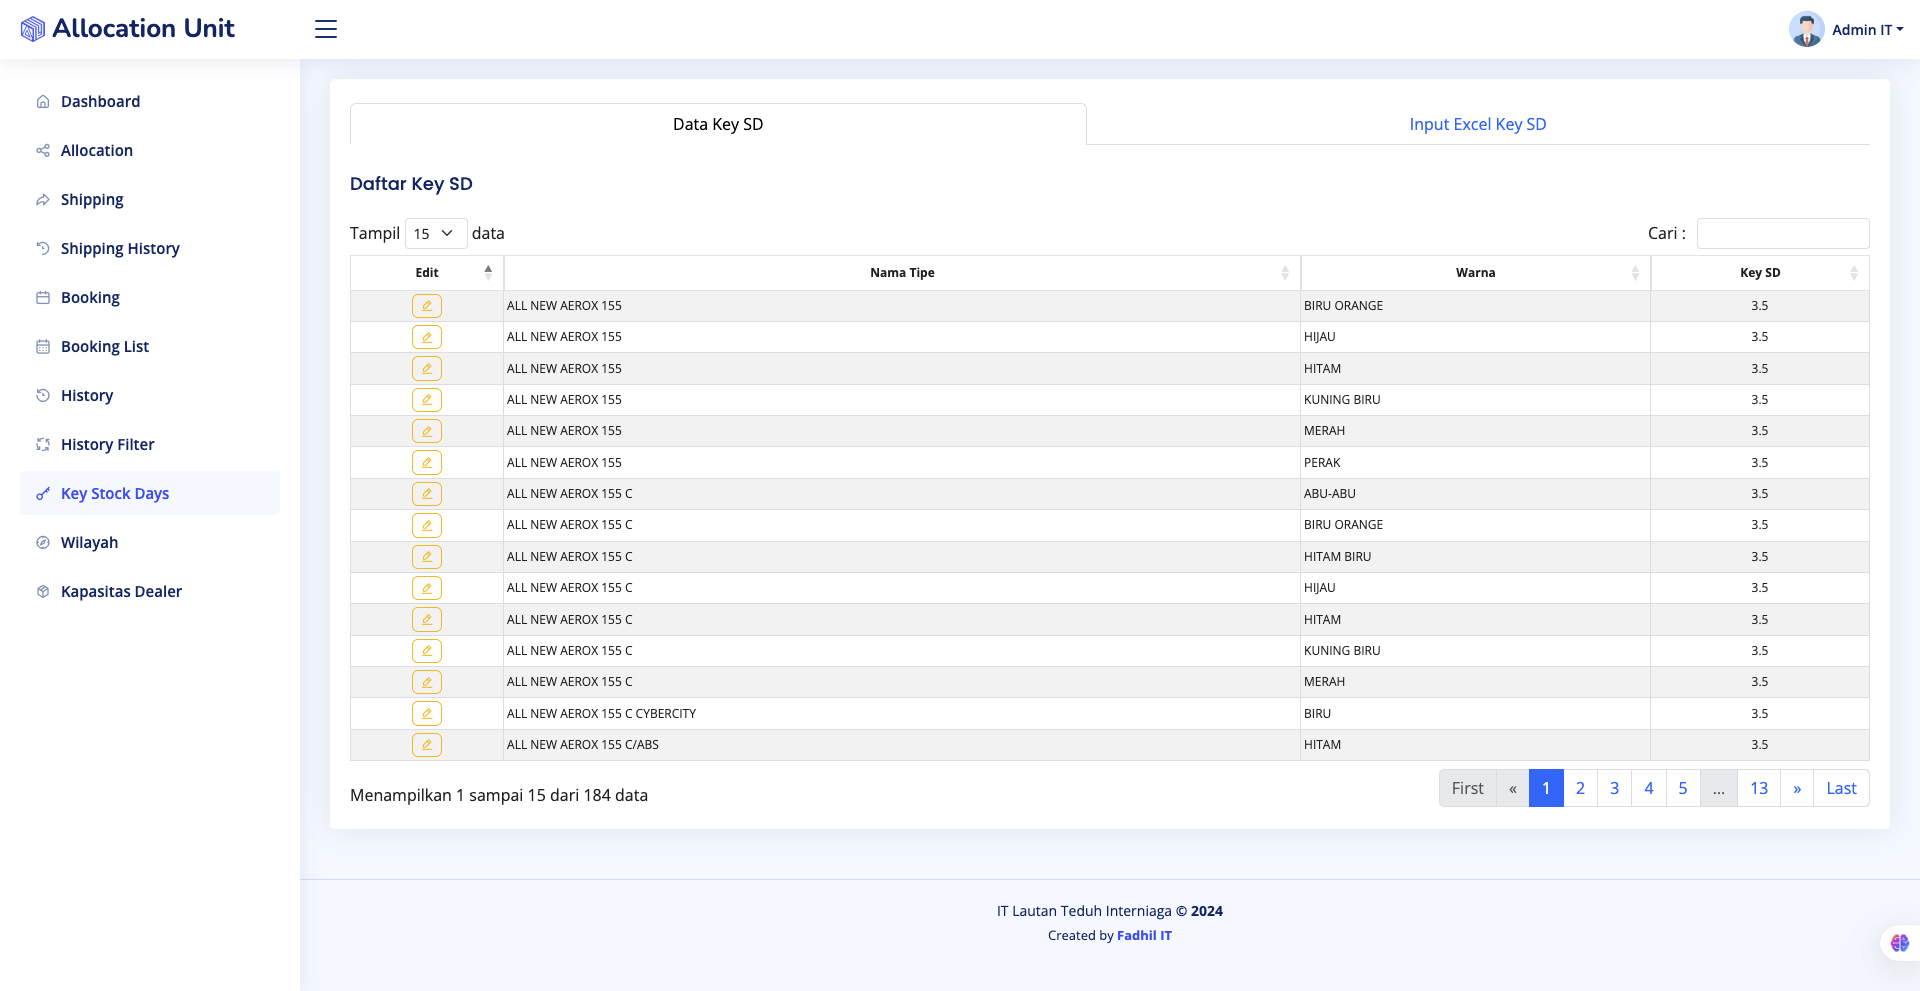 Allocation Unit
Admin IT
Dashboard
Allocation
Shipping
Shipping History
Booking
Booking List
History
History Filter
Key Stock Days
Wilayah
Kapasitas Dealer
Data Key SD
Input Excel Key SD
Daftar Key SD
Tampil 15 data
Cari :
Edit Nama Tipe Warna Key SD
ALL NEW AEROX 155 BIRU ORANGE 3.5
ALL NEW AEROX 155 HIJAU 3.5
ALL NEW AEROX 155 HITAM 3.5
ALL NEW AEROX 155 KUNING BIRU 3.5
ALL NEW AEROX 155 MERAH 3.5
ALL NEW AEROX 155 PERAK 3.5
ALL NEW AEROX 155 C ABU-ABU 3.5
ALL NEW AEROX 155 C BIRU ORANGE 3.5
ALL NEW AEROX 155 C HITAM BIRU 3.5
ALL NEW AEROX 155 C HIJAU 3.5
ALL NEW AEROX 155 C HITAM 3.5
ALL NEW AEROX 155 C KUNING BIRU 3.5
ALL NEW AEROX 155 C MERAH 3.5
ALL NEW AEROX 155 C CYBERCITY BIRU 3.5
ALL NEW AEROX 155 C/ABS HITAM 3.5
Menampilkan 1 sampai 15 dari 184 data
First « 1 2 3 4 5 ... 13 » Last
IT Lautan Teduh Interniaga © 2024
Created by Fadhil IT